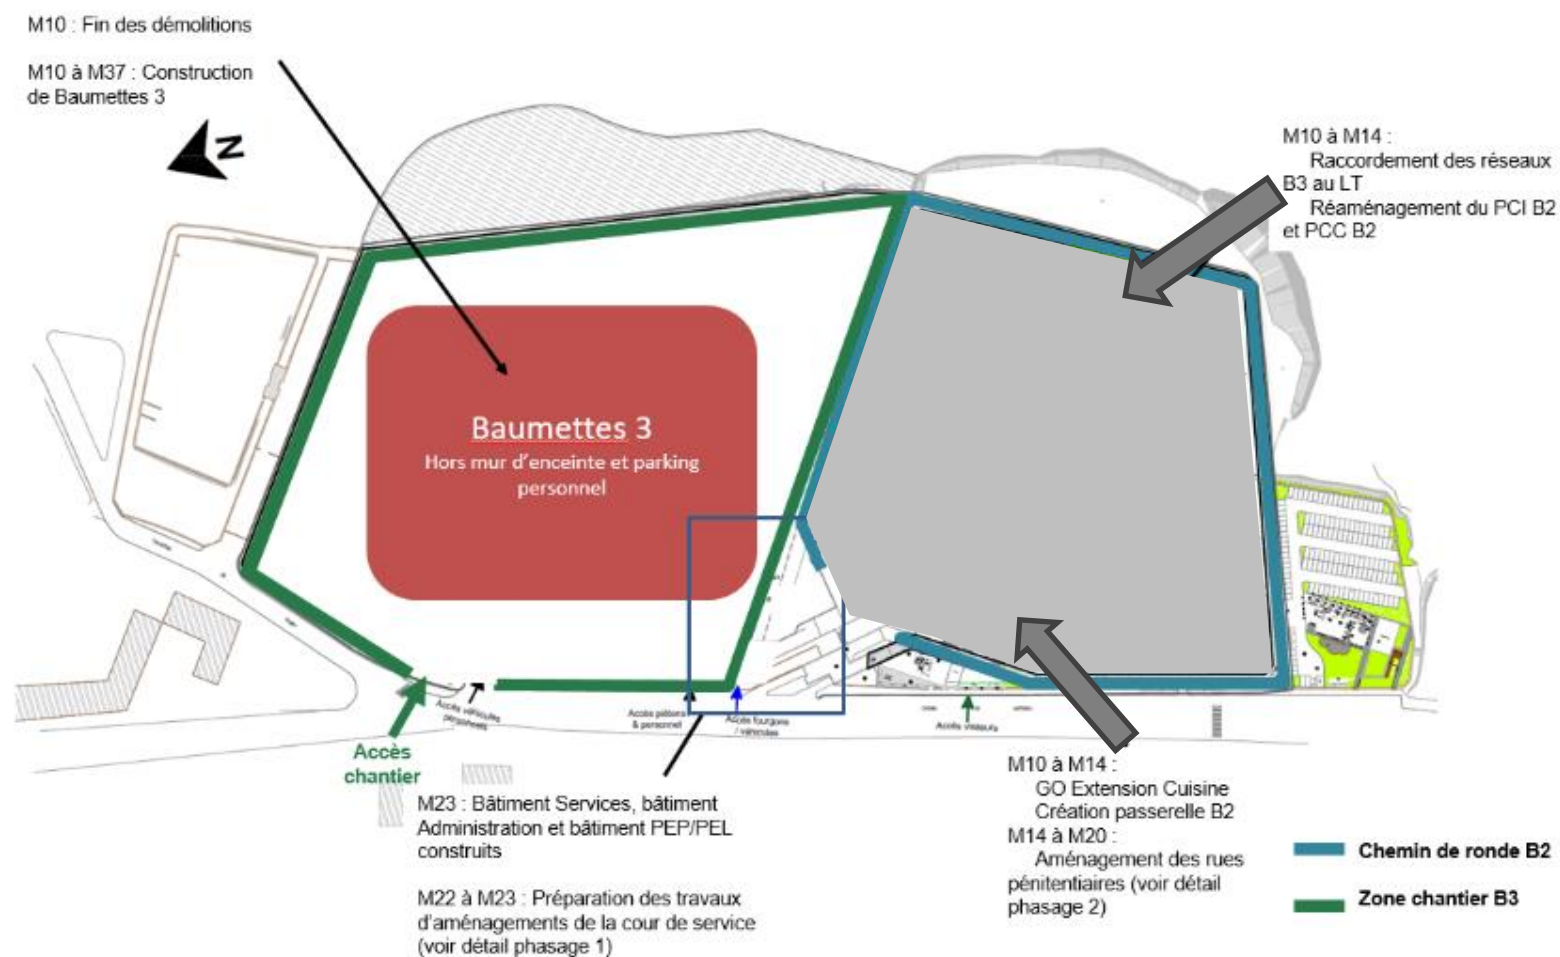 M10 : Fin des démolitions
M10 à M37 : Construction
de Baumettes 3
N
M10 à M14 :
Raccordement des réseaux
B3 au LT
Réaménagement du PCI B2
et PCC B2
Baumettes 3
Hors mur d'enceinte et parking
personnel
Accès véhicules
personnels
Accès piétons
& personnel
Accès fourgons
/ véhicules
Accès visiteurs
Accès
chantier
M23 : Bâtiment Services, bâtiment
Administration et bâtiment PEP/PEL
construits
M22 à M23 : Préparation des travaux
d'aménagements de la cour de service
(voir détail phasage 1)
M10 à M14 :
GO Extension Cuisine
Création passerelle B2
M14 à M20 :
Aménagement des rues
pénitentiaires (voir détail
phasage 2)
Chemin de ronde B2
Zone chantier B3